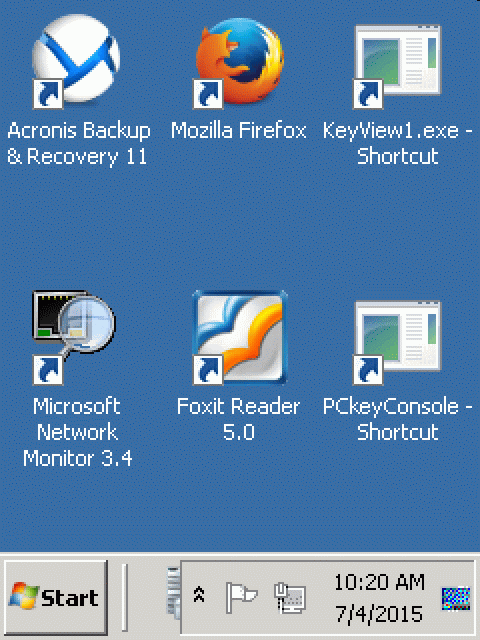 Acronis Backup
& Recovery 11
Mozilla Firefox
KeyView1.exe -
Shortcut
Microsoft
Network
Monitor 3.4
Foxit Reader
5.0
PCkeyConsole -
Shortcut
Start
10:20 AM
7/4/2015